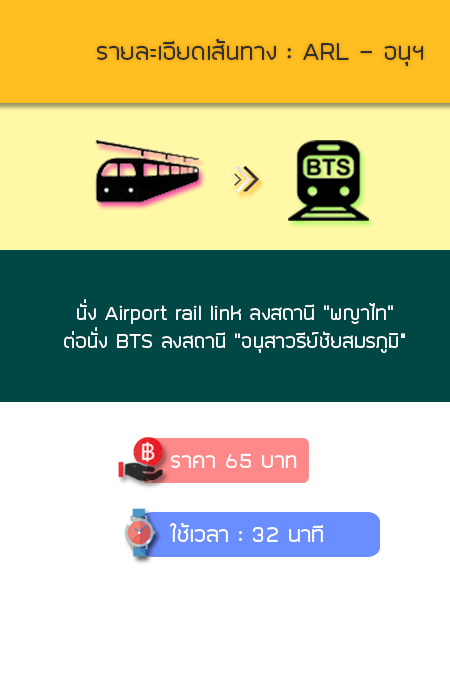 รายละเอียดเส้นทาง : ARL - อนุฯ
BTS
นั่ง Airport rail link ลงสถานี "พญาไท"
ต่อนั่ง BTS ลงสถานี "อนุสาวรีย์ชัยสมรภูมิ"
฿
ราคา 65 บาท
ใช้เวลา : 32 นาที